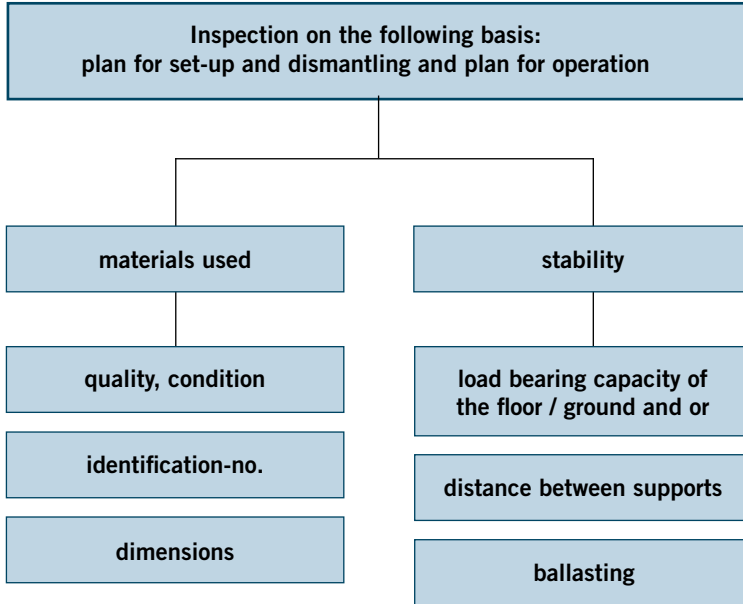 Inspection on the following basis:
plan for set-up and dismantling and plan for operation
materials used
stability
quality, condition
identification-no.
dimensions
load bearing capacity of
the floor / ground and or
distance between supports
ballasting